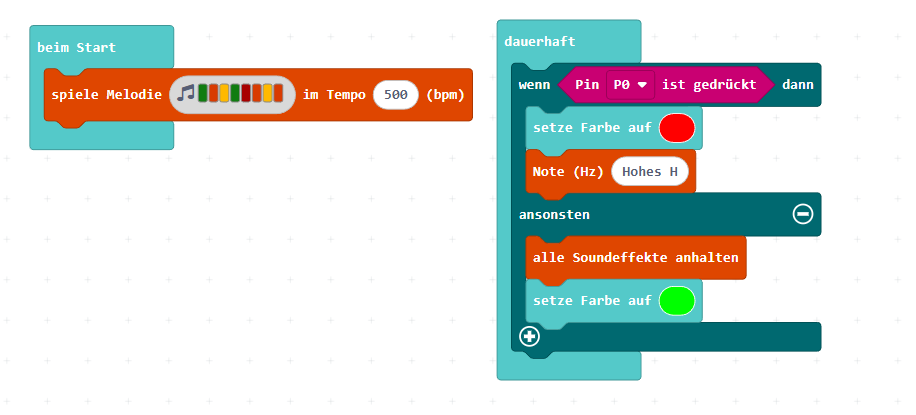 beim Start
spiele Melodie im Tempo 500 (bpm)
dauerhaft
wenn Pin P0 ist gedrückt dann
setze Farbe auf
Note (Hz) Hohes H
ansonsten
alle Soundeffekte anhalten
setze Farbe auf